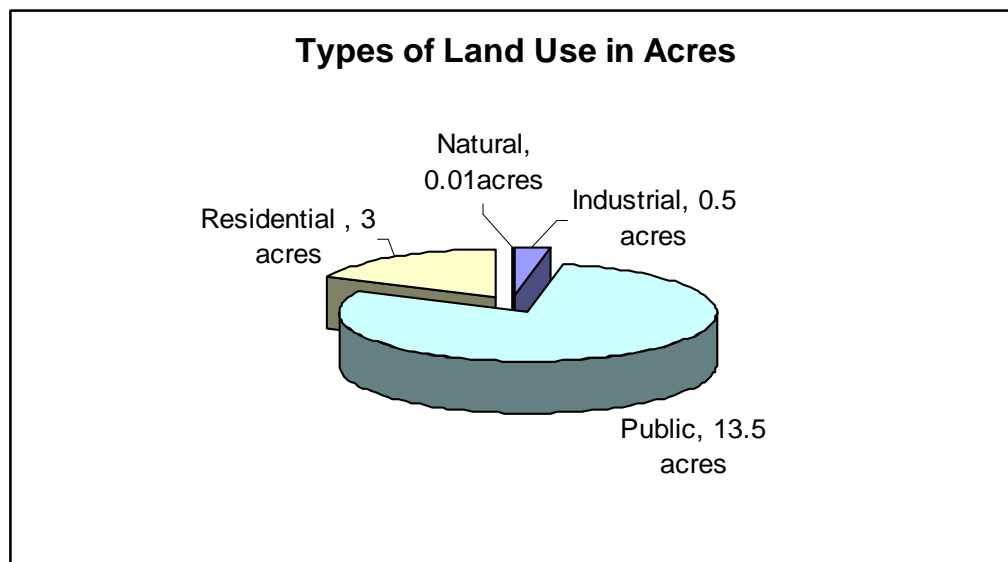 Types of Land Use in Acres
Natural,
0.01acres
Industrial, 0.5
acres
Residential , 3
acres
Public, 13.5
acres